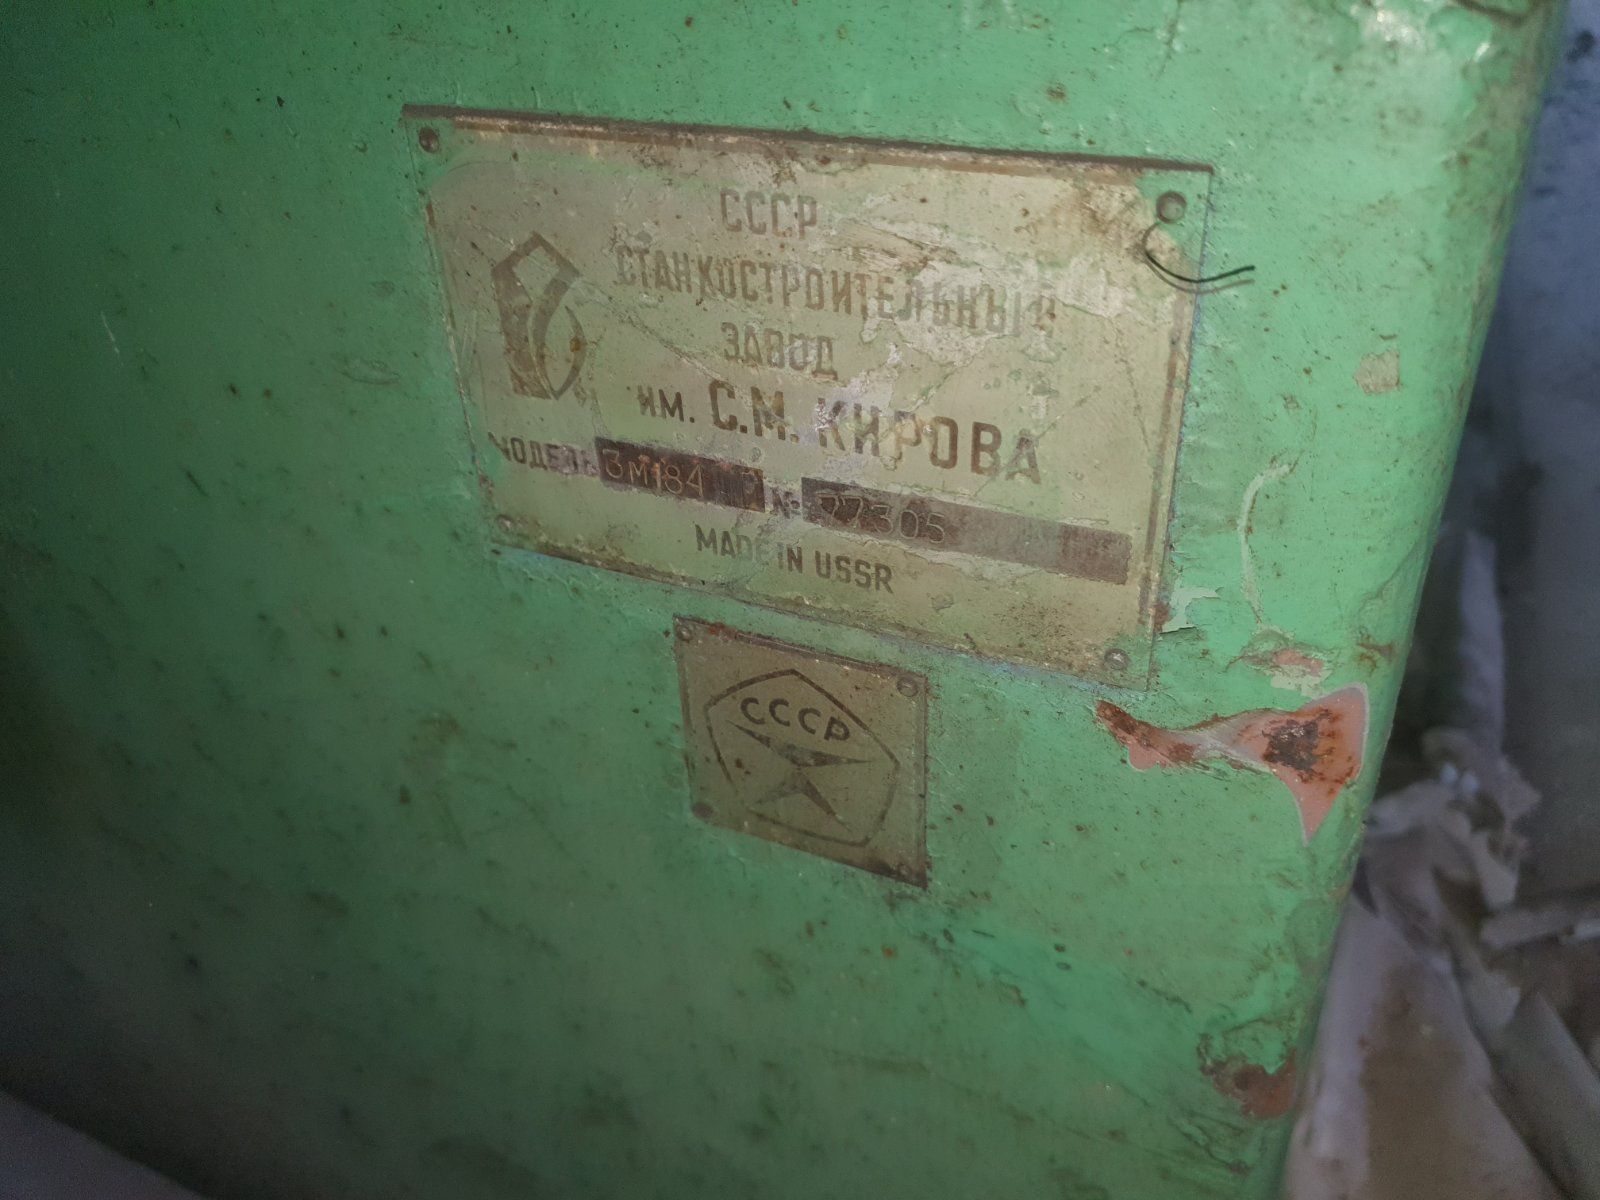 СССР
СТАНКОСТРОИТЕЛЬНЫЙ
ЗАВОД
ИМ. С.М. КИРОВА
МОДЕЛЬ 3М184 № 77305
MADE IN USSR
СССР